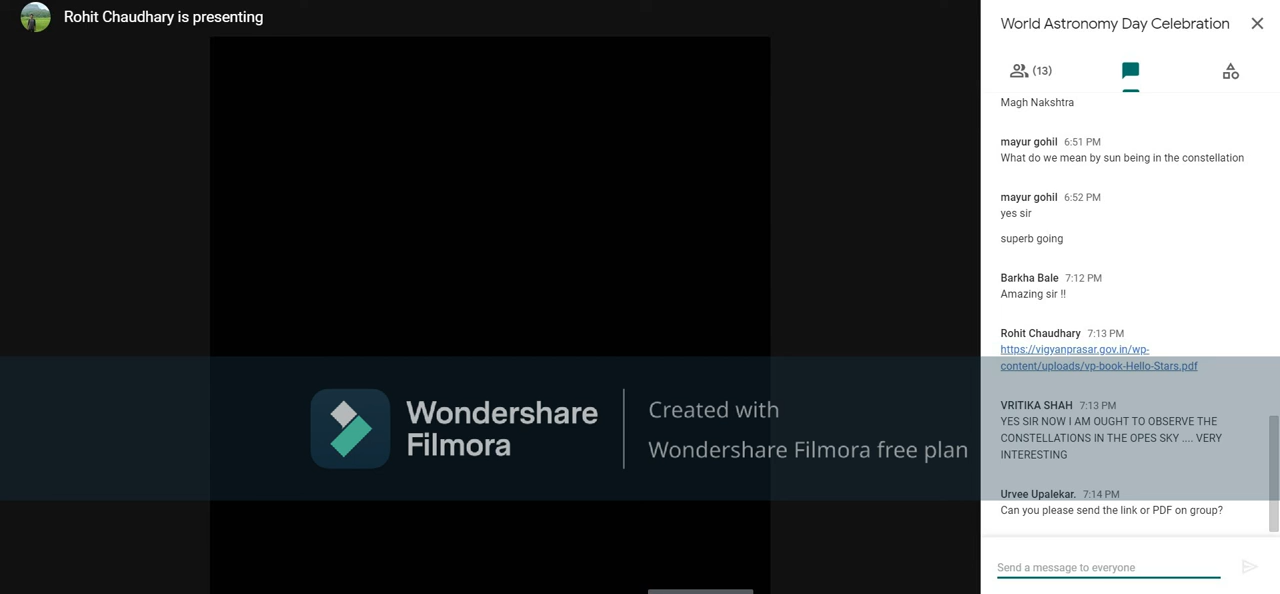 Rohit Chaudhary is presenting
World Astronomy Day Celebration
(13)
Magh Nakshtra
mayur gohil 6:51 PM
What do we mean by sun being in the constellation
mayur gohil 6:52 PM
yes sir
superb going
Barkha Bale 7:12 PM
Amazing sir !!
Rohit Chaudhary 7:13 PM
https://vigyanprasar.gov.in/wp-
content/uploads/vp-book-Hello-Stars.pdf
VRITIKA SHAH 7:13 PM
YES SIR NOW I AM OUGHT TO OBSERVE THE
CONSTELLATIONS IN THE OPES SKY .... VERY
INTERESTING
Urvee Upalekar. 7:14 PM
Can you please send the link or PDF on group?
Send a message to everyone
Wondershare
Filmora
Created with
Wondershare Filmora free plan